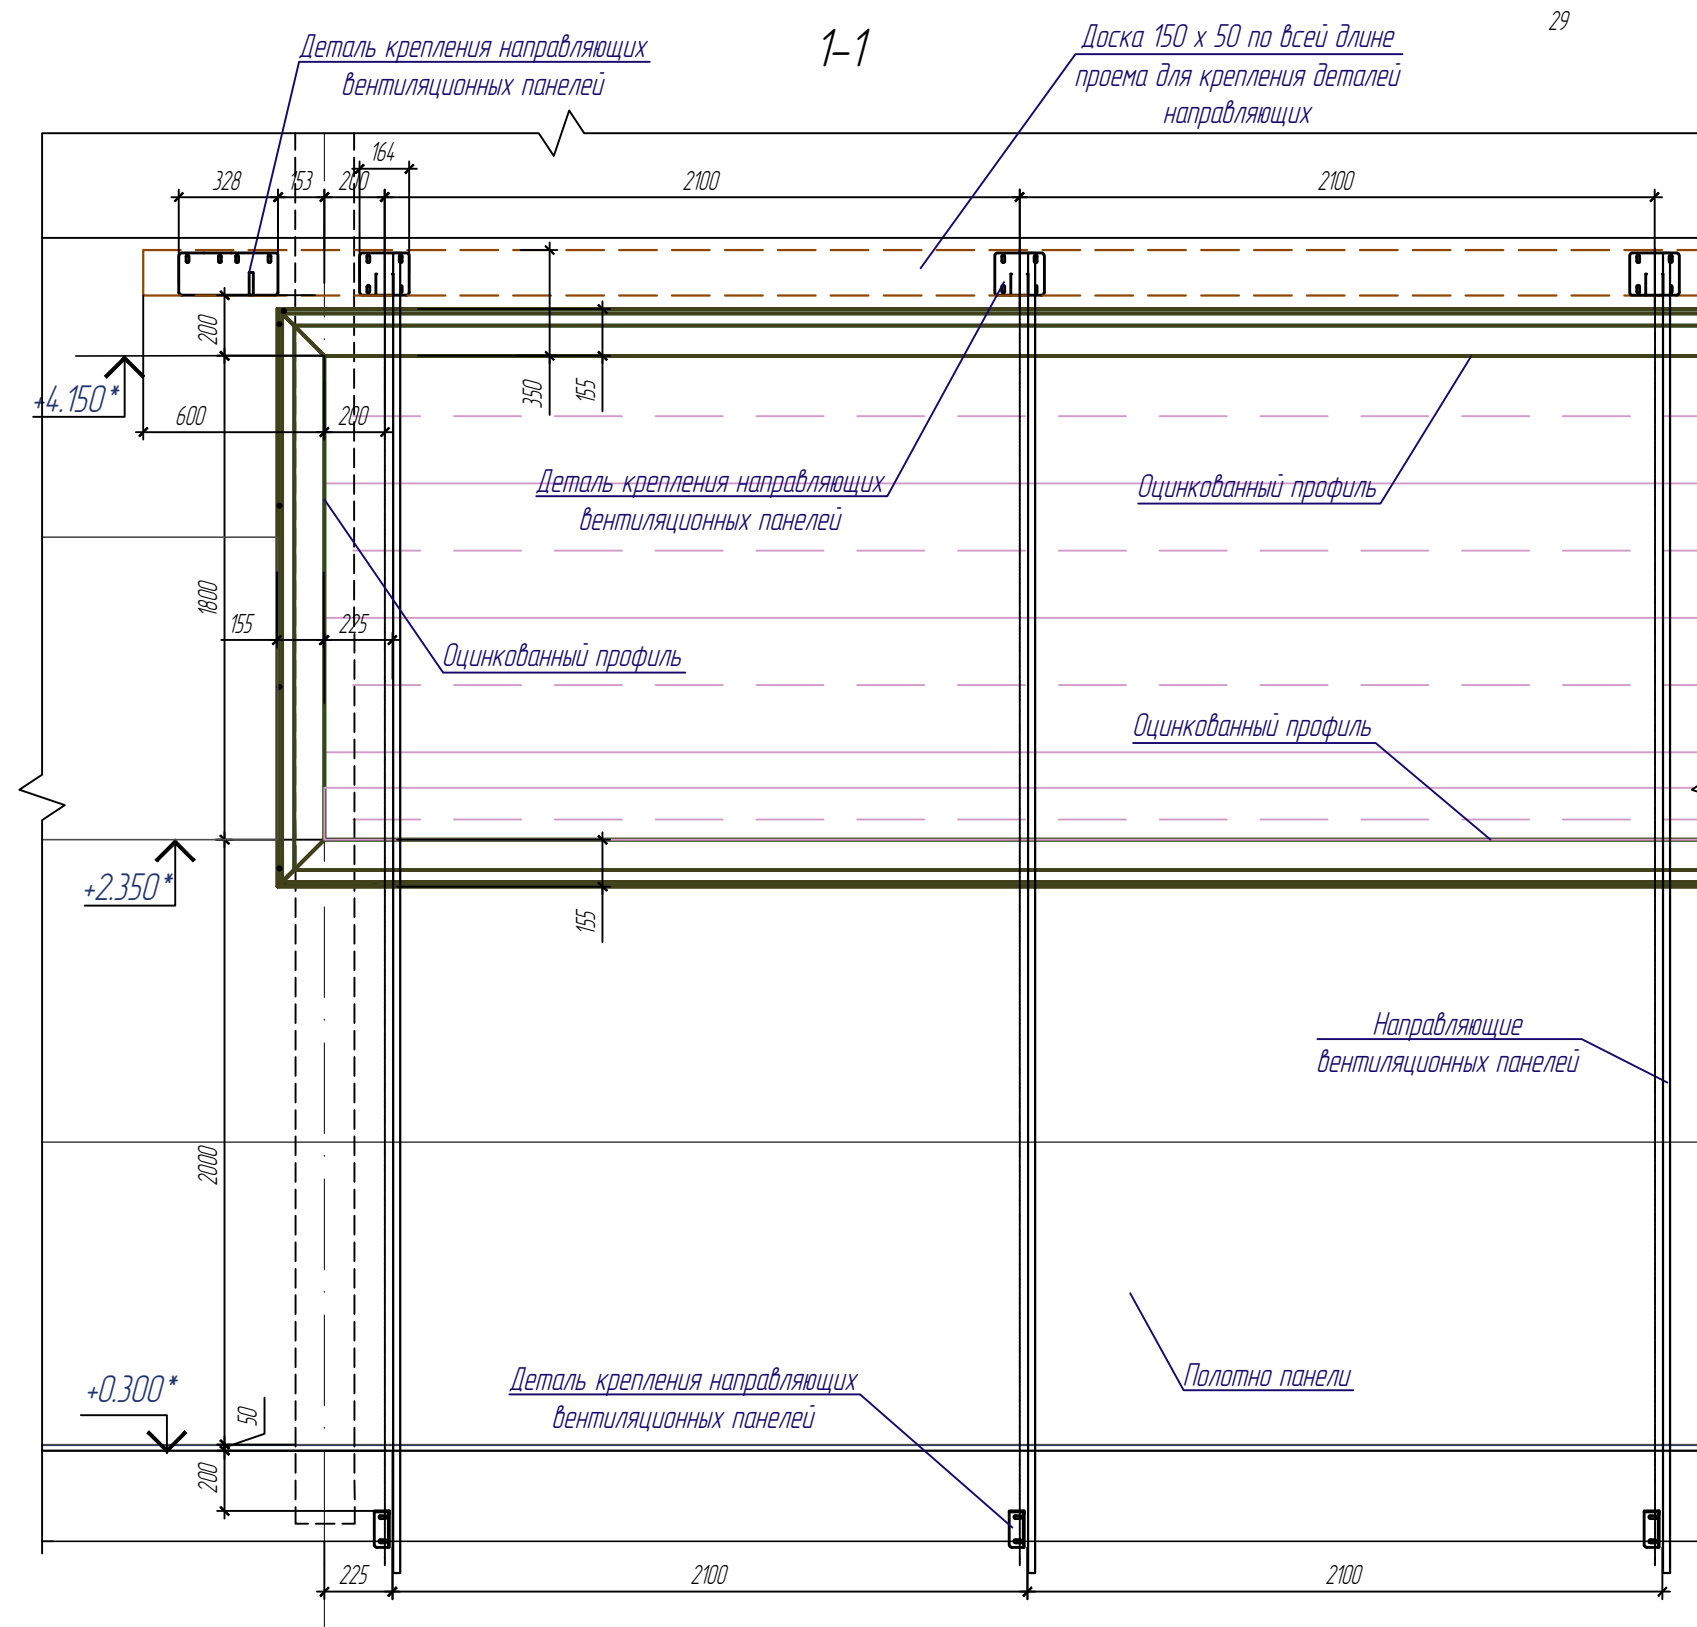 29
1-1
Деталь крепления направляющих
вентиляционных панелей
Доска 150 х 50 по всей длине
проема для крепления деталей
направляющих
164
328
153
200
2100
2100
200
350
155
+4.150*
600
200
Деталь крепления направляющих
вентиляционных панелей
Оцинкованный профиль
1800
155
225
Оцинкованный профиль
Оцинкованный профиль
+2.350*
155
Направляющие
вентиляционных панелей
2000
Деталь крепления направляющих
вентиляционных панелей
Полотно панели
+0.300*
50
200
225
2100
2100